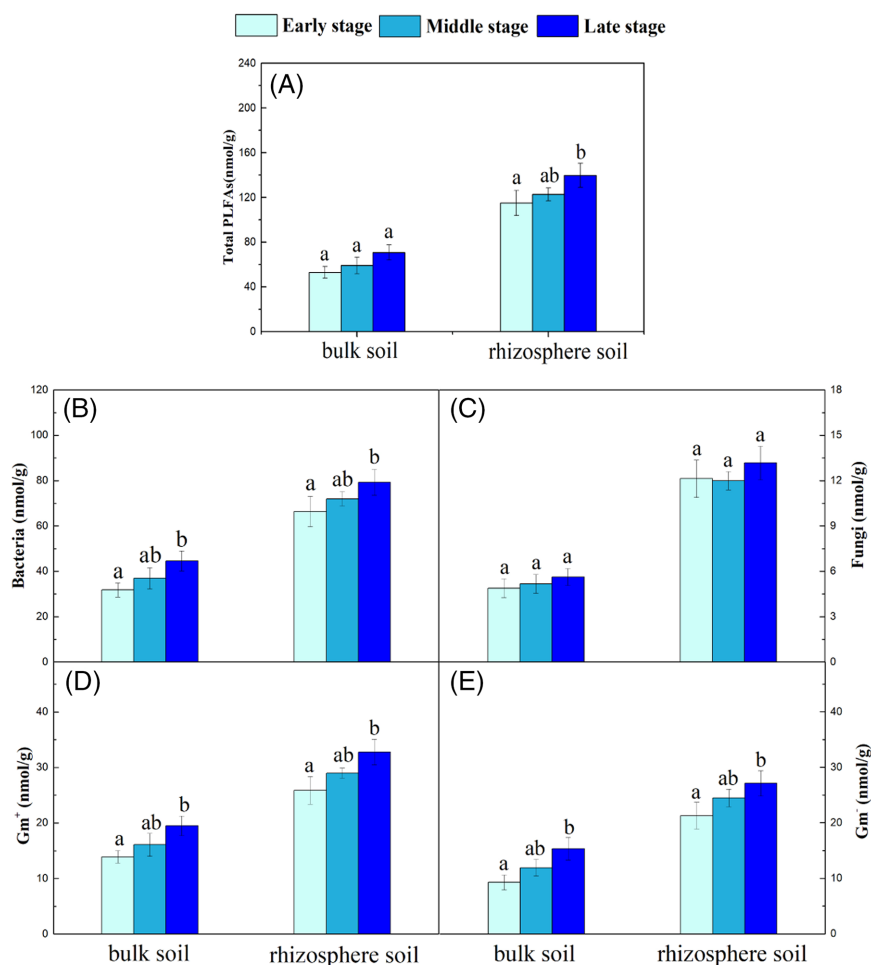 Early stage Middle stage Late stage
(A)
Total PLFAs(nmol/g)
240
200
160
120
80
40
0
a a a
a ab b
bulk soil rhizosphere soil
(B)
Bacteria (nmol/g)
120
100
80
60
40
20
0
a ab b
a ab b
(C)
Fungi (nmol/g)
18
15
12
9
6
3
0
a a a
a a a
(D)
Gm+ (nmol/g)
40
30
20
10
0
a ab b
a ab b
bulk soil rhizosphere soil
(E)
Gm- (nmol/g)
40
30
20
10
0
a ab b
a ab b
bulk soil rhizosphere soil